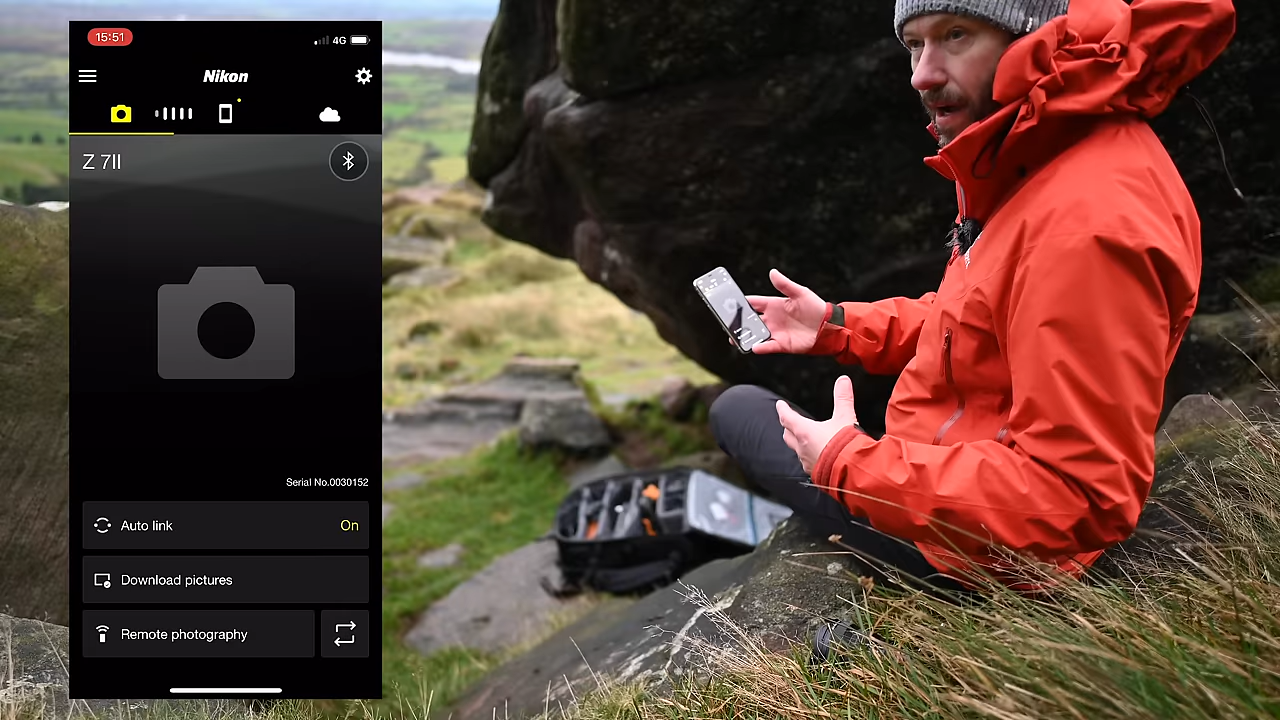 15:51
4G
Nikon
Z 7II
Serial No.0030152
Auto link On
Download pictures
Remote photography